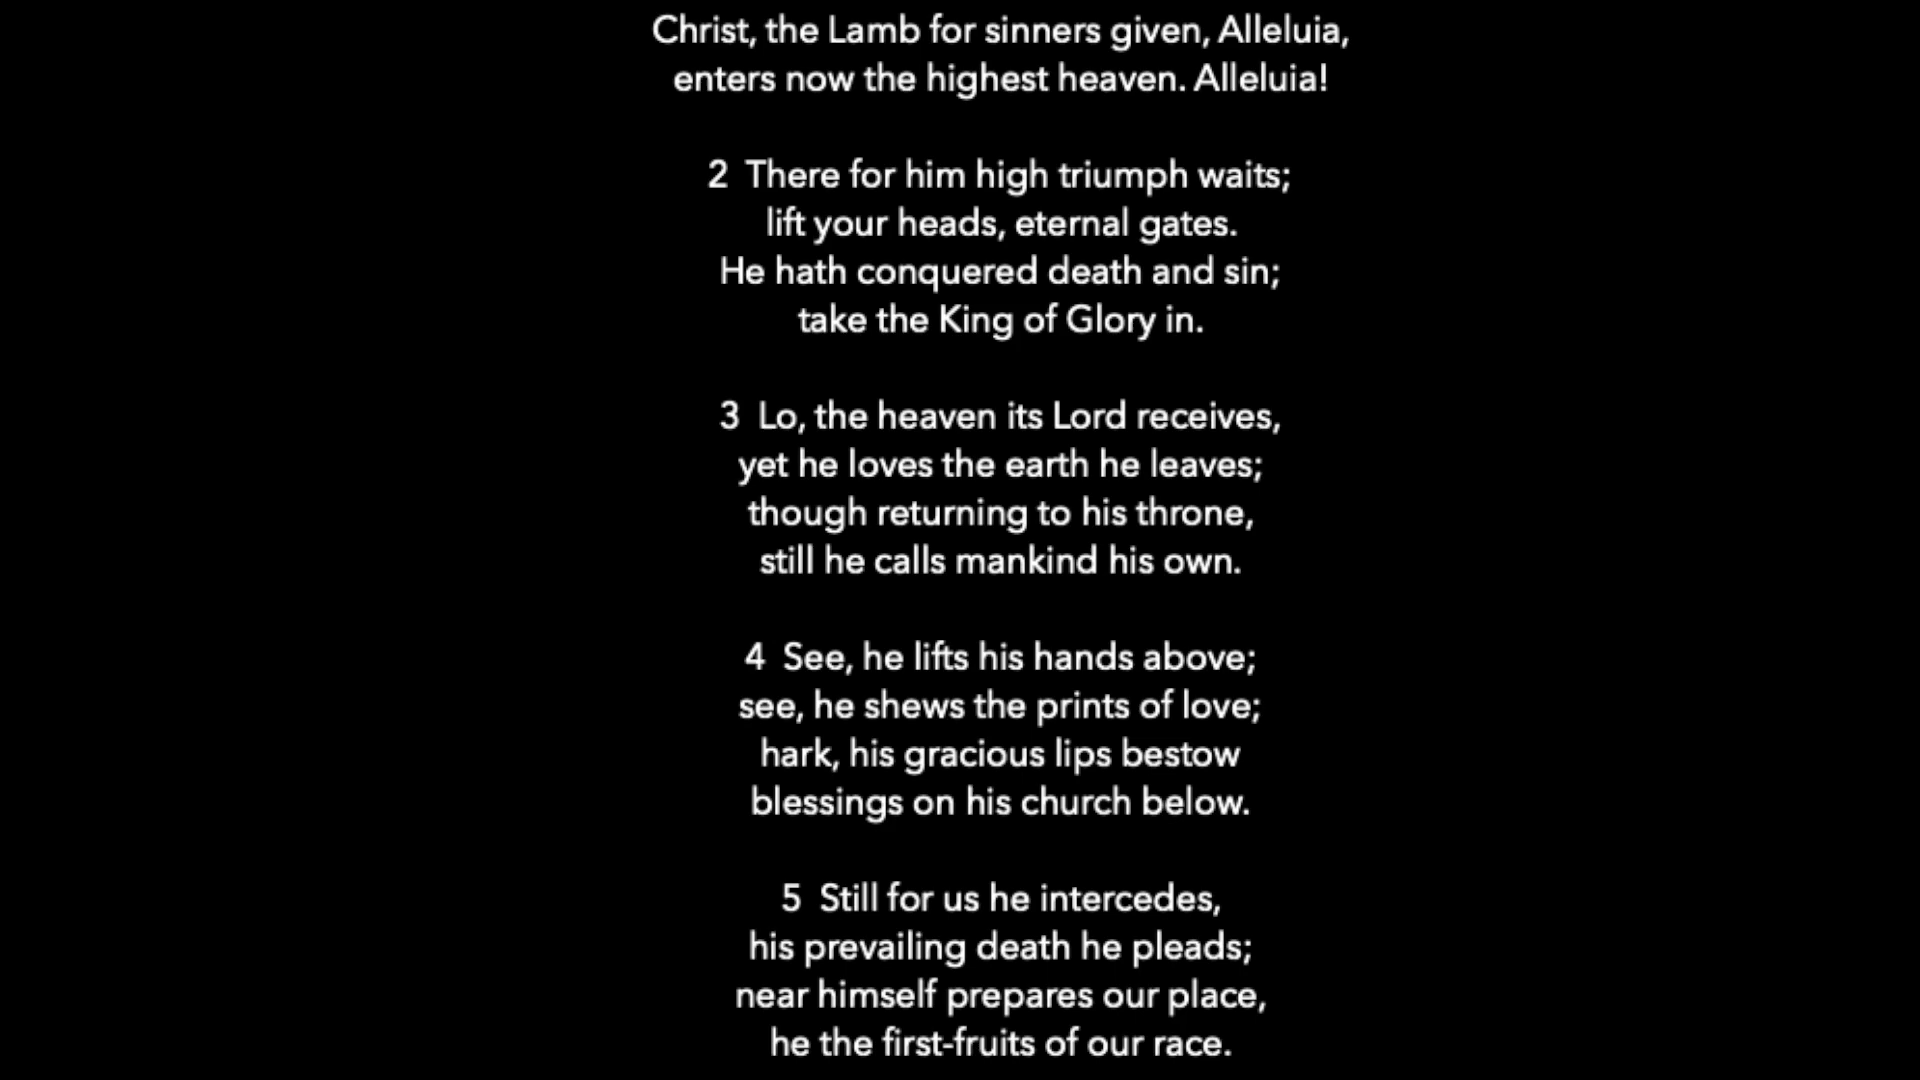 Christ, the Lamb for sinners given, Alleluia,
enters now the highest heaven. Alleluia!
2 There for him high triumph waits;
lift your heads, eternal gates.
He hath conquered death and sin;
take the King of Glory in.
3 Lo, the heaven its Lord receives,
yet he loves the earth he leaves;
though returning to his throne,
still he calls mankind his own.
4 See, he lifts his hands above;
see, he shews the prints of love;
hark, his gracious lips bestow
blessings on his church below.
5 Still for us he intercedes,
his prevailing death he pleads;
near himself prepares our place,
he the first-fruits of our race.